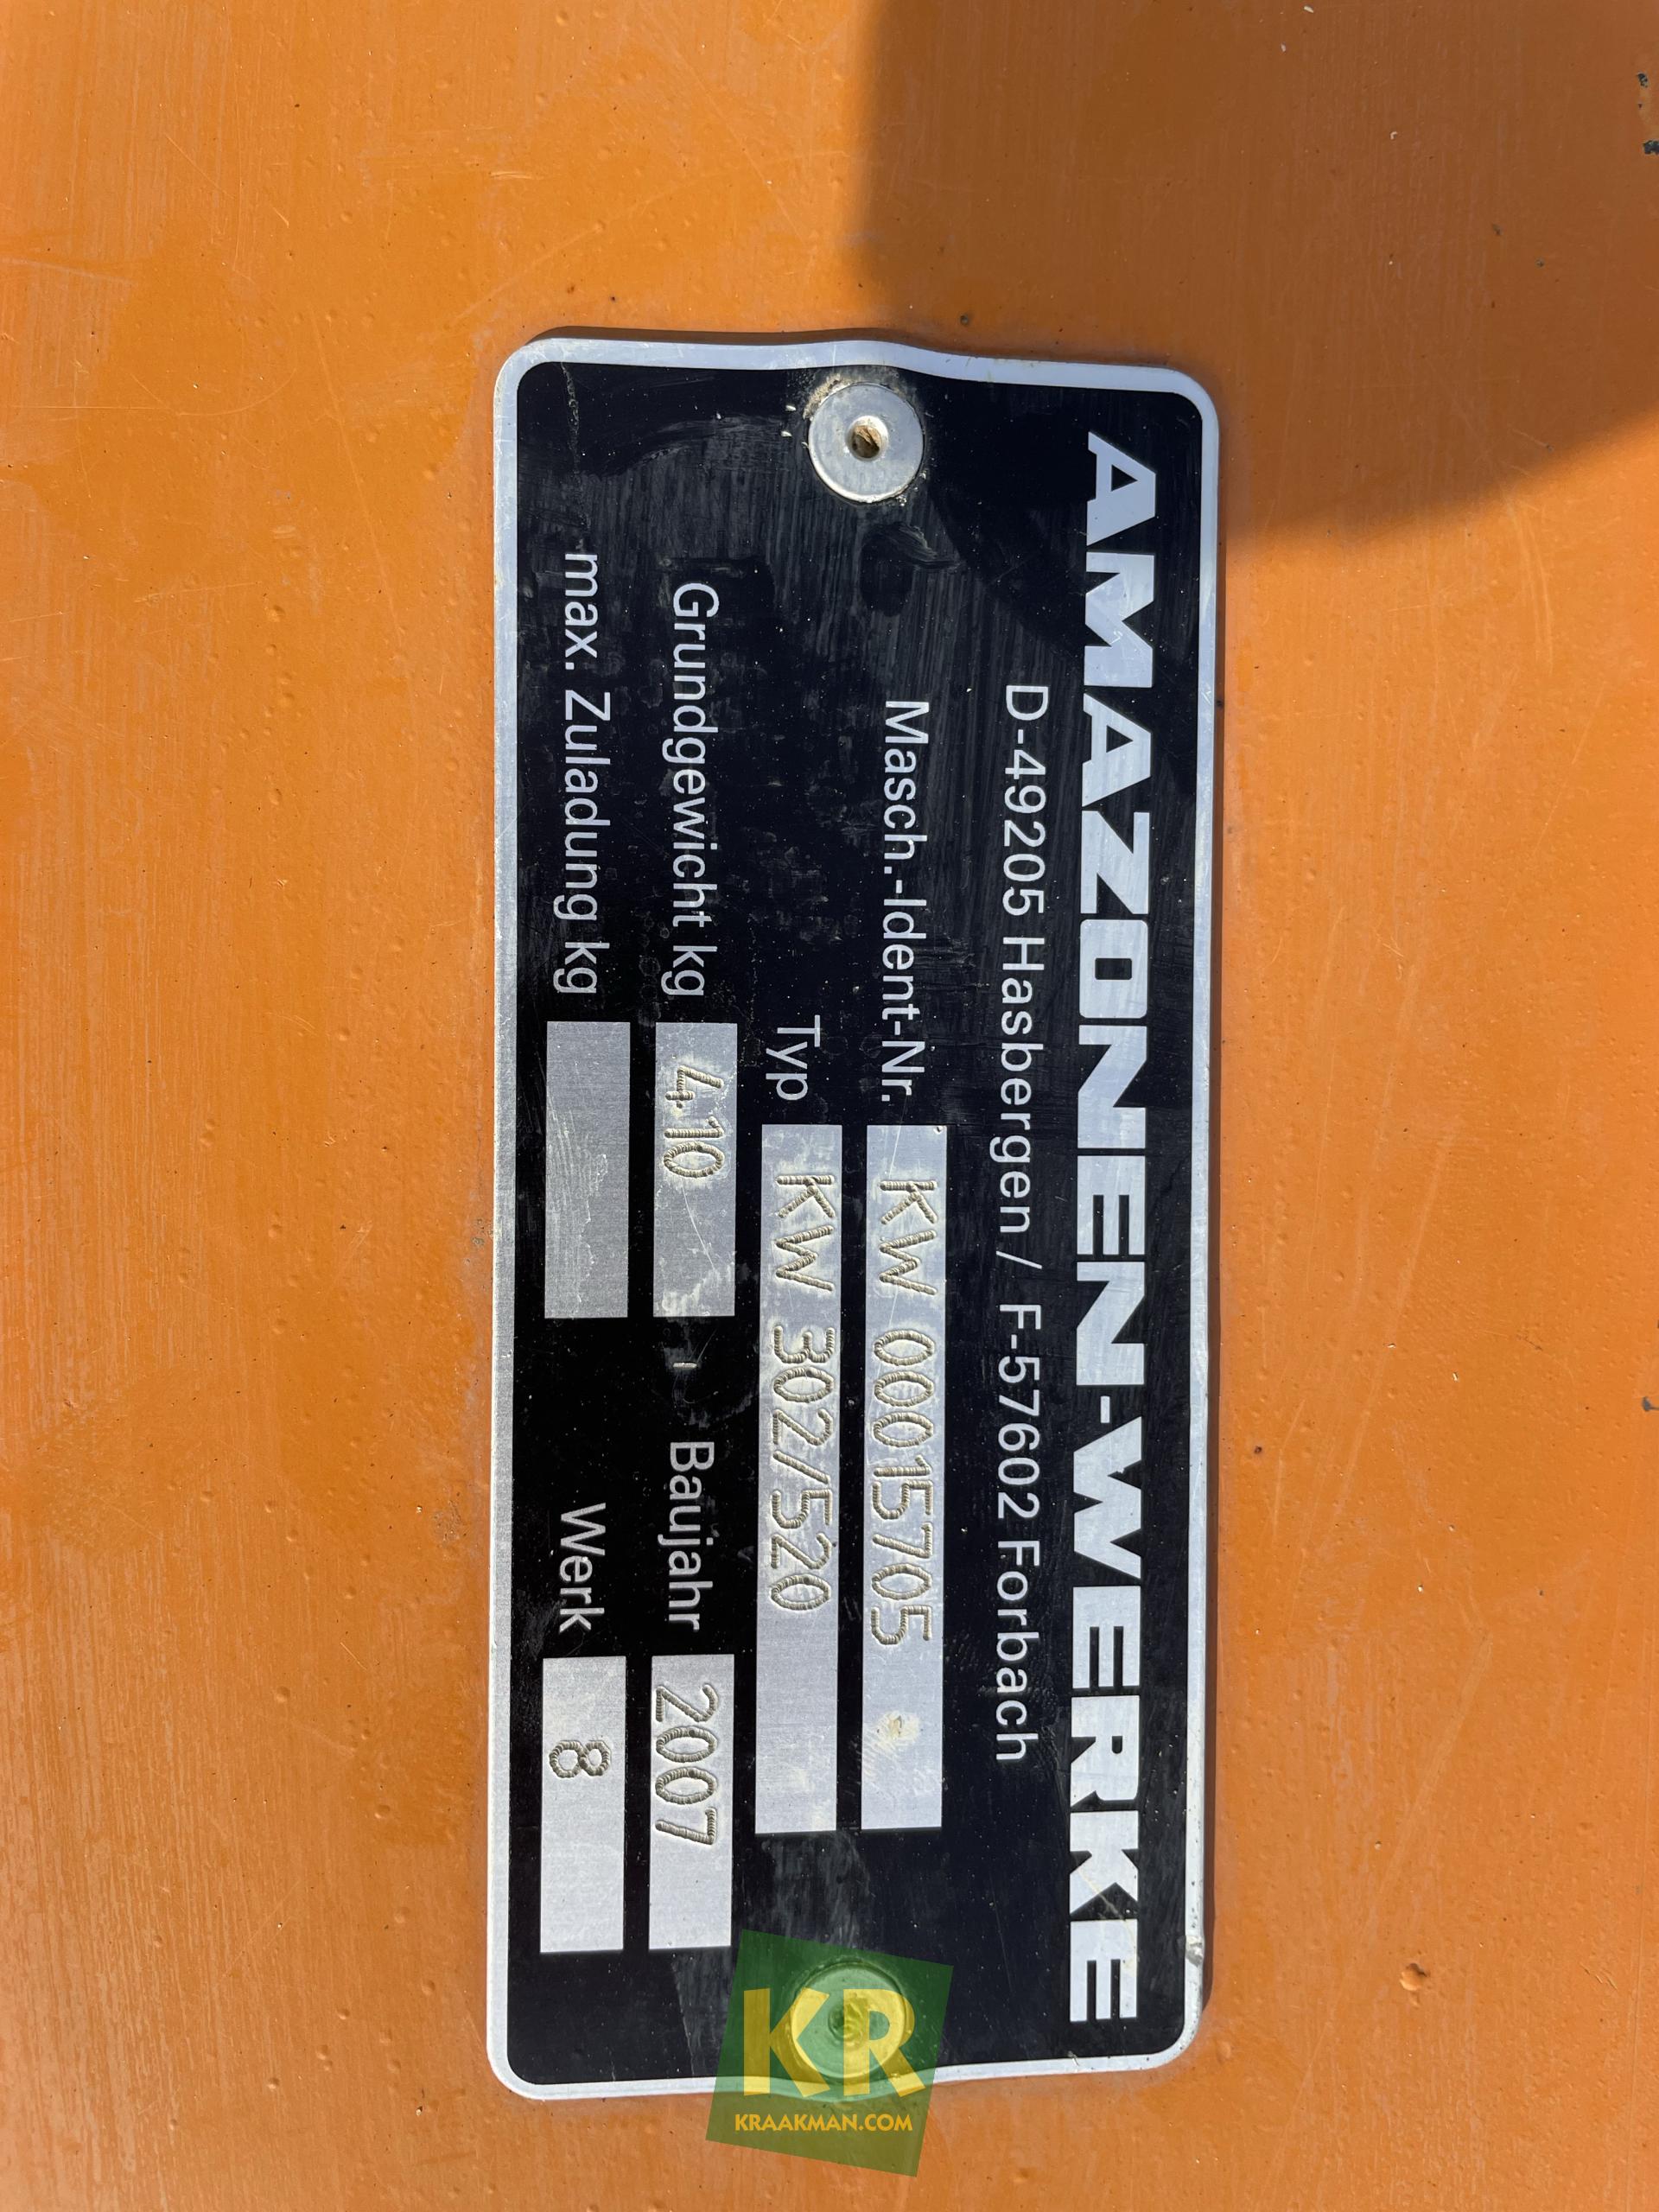 AMAZONEN-WERKE
D-49205 Hasbergen / F-57602 Forbach
Masch.-Ident-Nr. KW 00015705
Typ KW 302/520
Grundgewicht kg 410 Baujahr 2007
max. Zuladung kg Werk 8
KR
KRAAKMAN.COM